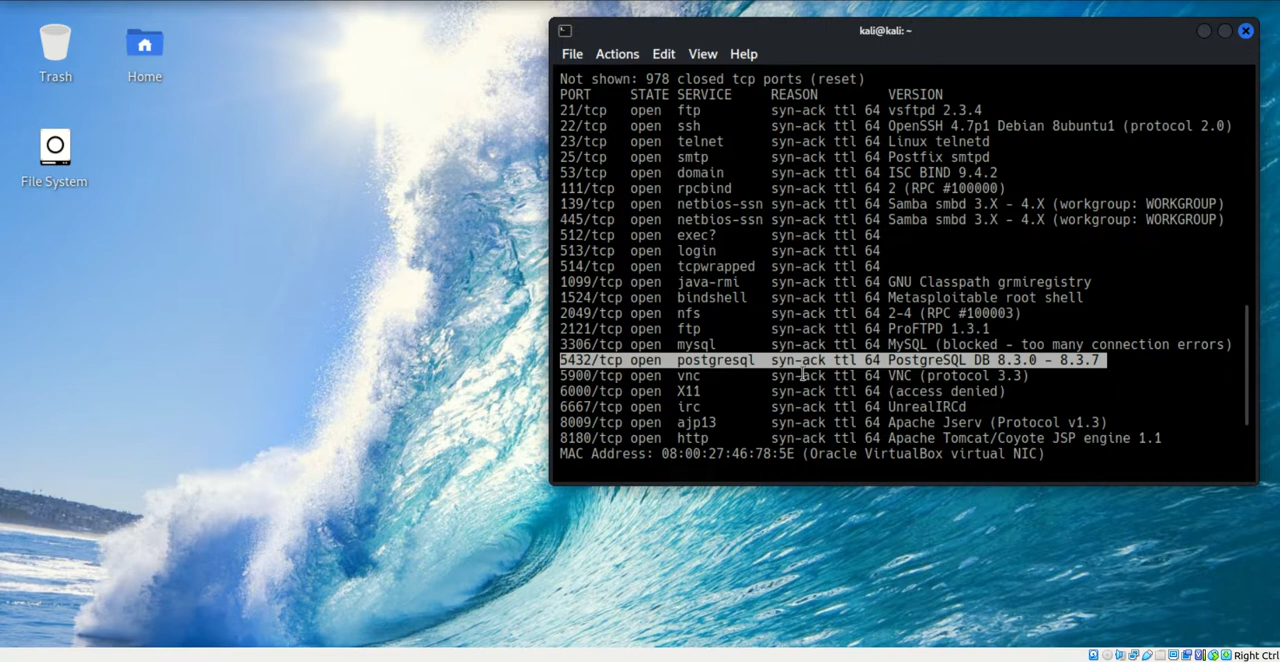 kali@kali: ~
Trash
Home
File System
File Actions Edit View Help
Not shown: 978 closed tcp ports (reset)
PORT STATE SERVICE REASON VERSION
21/tcp open ftp syn-ack ttl 64 vsftpd 2.3.4
22/tcp open ssh syn-ack ttl 64 OpenSSH 4.7p1 Debian 8ubuntu1 (protocol 2.0)
23/tcp open telnet syn-ack ttl 64 Linux telnetd
25/tcp open smtp syn-ack ttl 64 Postfix smtpd
53/tcp open domain syn-ack ttl 64 ISC BIND 9.4.2
111/tcp open rpcbind syn-ack ttl 64 2 (RPC #100000)
139/tcp open netbios-ssn syn-ack ttl 64 Samba smbd 3.X - 4.X (workgroup: WORKGROUP)
445/tcp open netbios-ssn syn-ack ttl 64 Samba smbd 3.X - 4.X (workgroup: WORKGROUP)
512/tcp open exec? syn-ack ttl 64
513/tcp open login syn-ack ttl 64
514/tcp open tcpwrapped syn-ack ttl 64
1099/tcp open java-rmi syn-ack ttl 64 GNU Classpath grmiregistry
1524/tcp open bindshell syn-ack ttl 64 Metasploitable root shell
2049/tcp open nfs syn-ack ttl 64 2-4 (RPC #100003)
2121/tcp open ftp syn-ack ttl 64 ProFTPD 1.3.1
3306/tcp open mysql syn-ack ttl 64 MySQL (blocked - too many connection errors)
5432/tcp open postgresql syn-ack ttl 64 PostgreSQL DB 8.3.0 - 8.3.7
5900/tcp open vnc syn-ack ttl 64 VNC (protocol 3.3)
6000/tcp open X11 syn-ack ttl 64 (access denied)
6667/tcp open irc syn-ack ttl 64 UnrealIRCd
8009/tcp open ajp13 syn-ack ttl 64 Apache Jserv (Protocol v1.3)
8180/tcp open http syn-ack ttl 64 Apache Tomcat/Coyote JSP engine 1.1
MAC Address: 08:00:27:46:78:5E (Oracle VirtualBox virtual NIC)
Right Ctrl